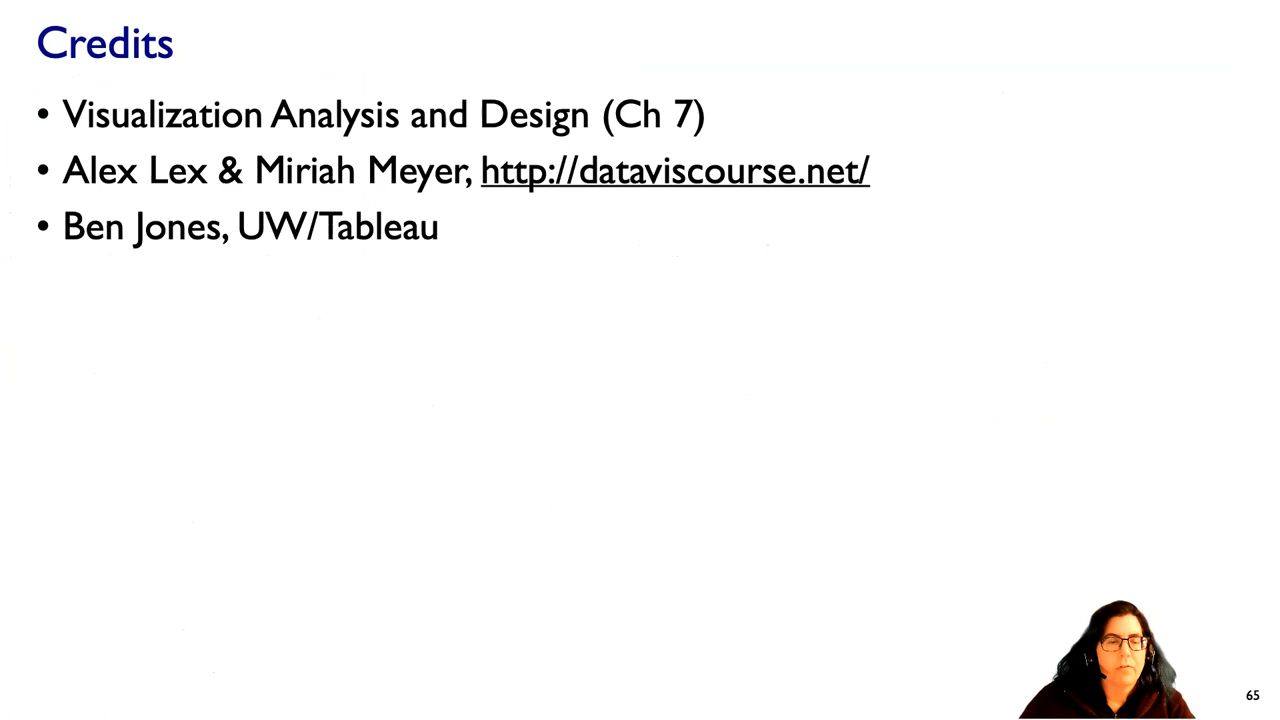 Credits
• Visualization Analysis and Design (Ch 7)
• Alex Lex & Miriah Meyer, http://dataviscourse.net/
• Ben Jones, UW/Tableau
65